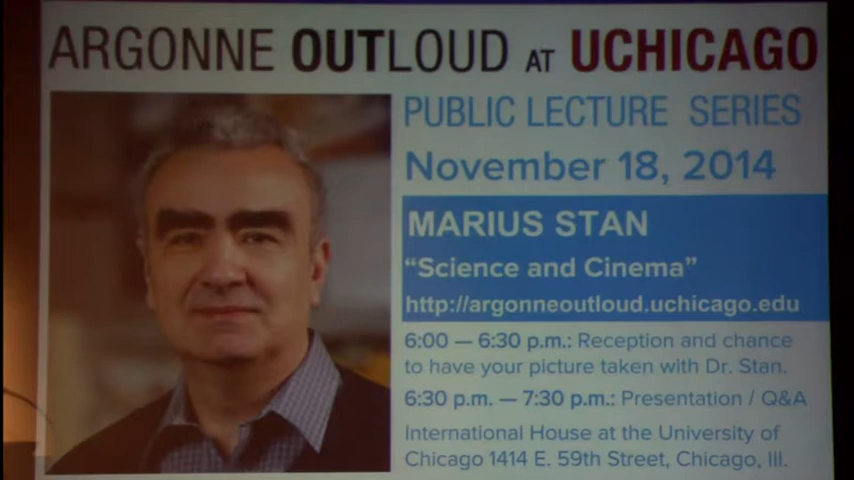 ARGONNE OUTLOUD AT UCHICAGO
PUBLIC LECTURE SERIES
November 18, 2014
MARIUS STAN
“Science and Cinema”
http://argonneoutloud.uchicago.edu
6:00 — 6:30 p.m.: Reception and chance
to have your picture taken with Dr. Stan.
6:30 p.m. — 7:30 p.m.: Presentation / Q&A
International House at the University of
Chicago 1414 E. 59th Street, Chicago, Ill.